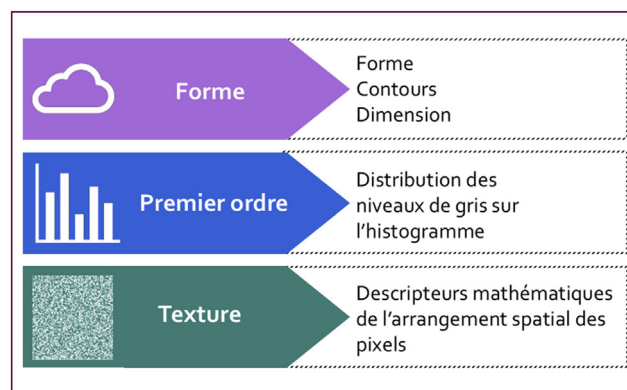 Forme
Forme
Contours
Dimension
Premier ordre
Distribution des
niveaux de gris sur
l'histogramme
Texture
Descripteurs mathématiques
de l'arrangement spatial des
pixels